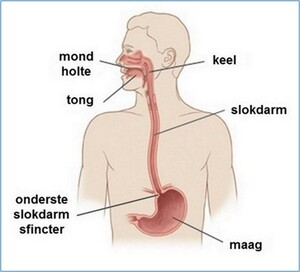 mond
holte
keel
tong
slokdarm
onderste
slokdarm
sfincter
maag